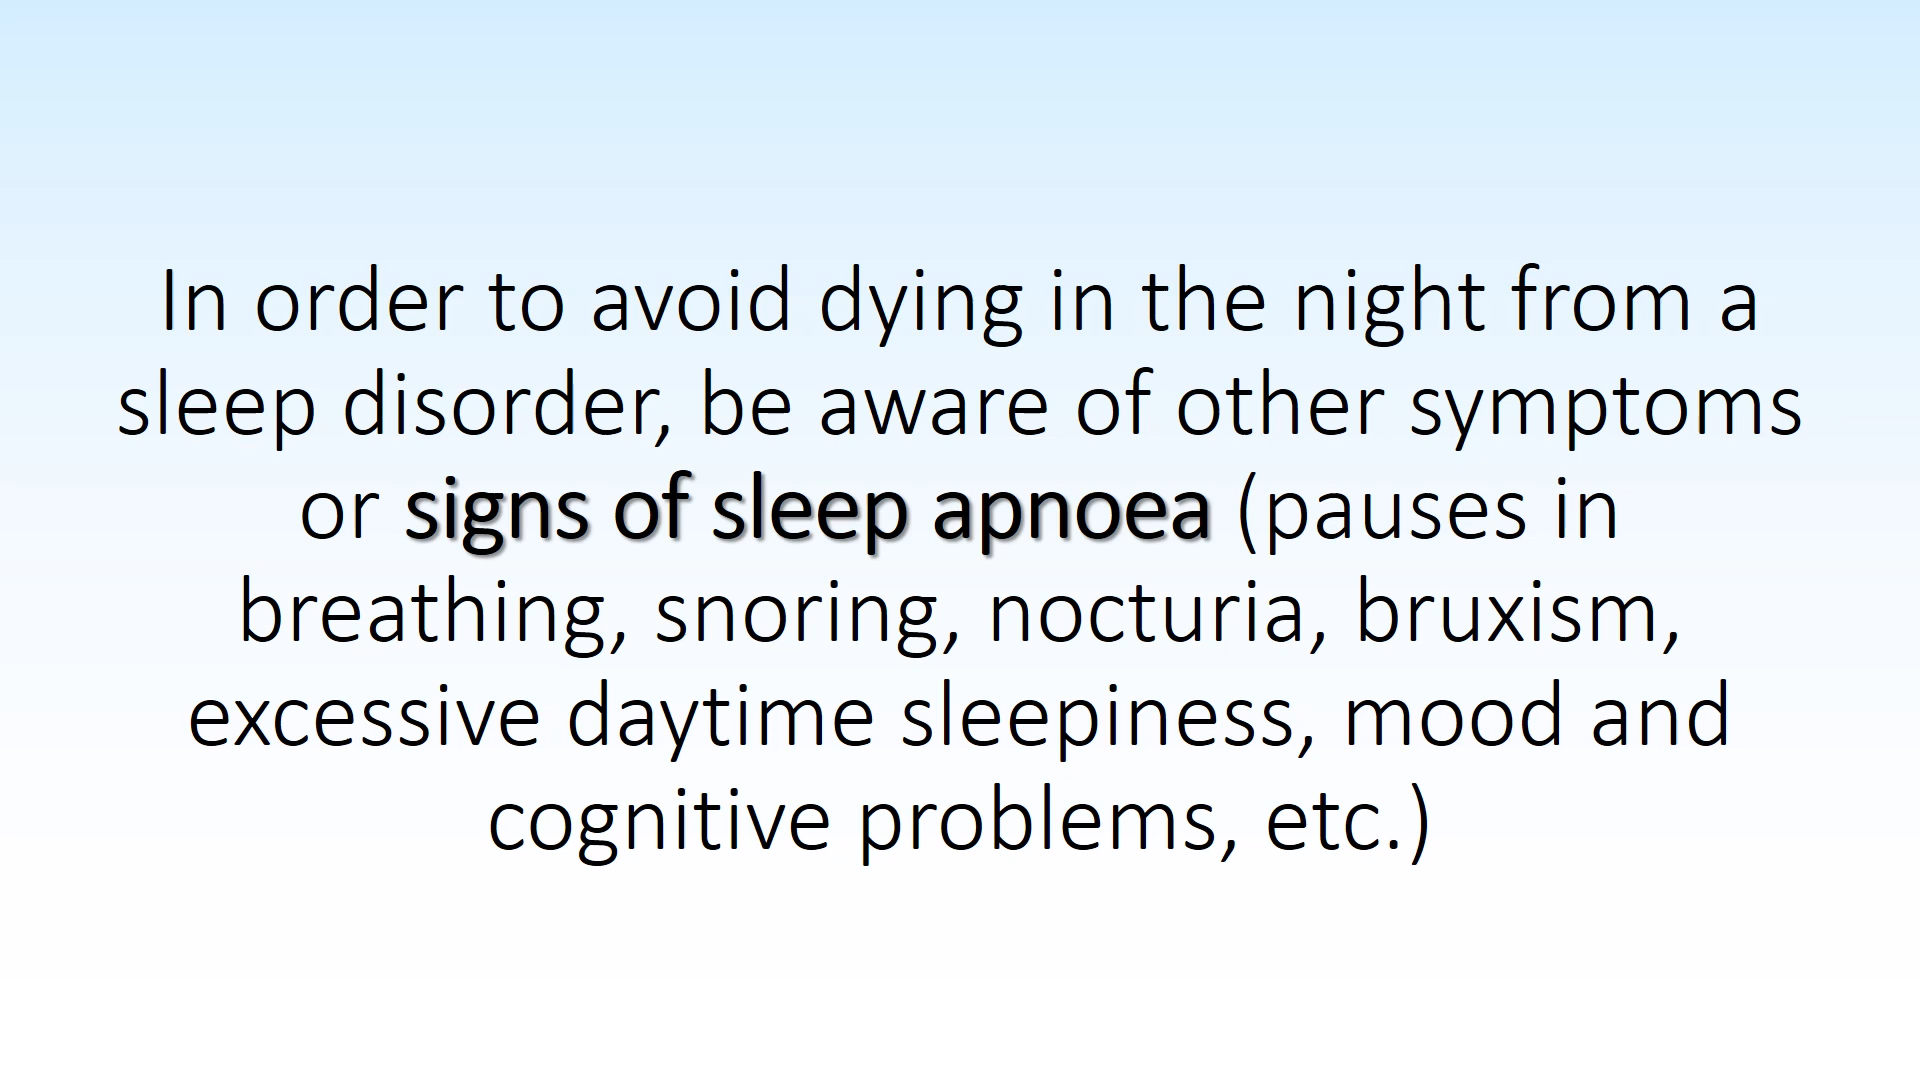 In order to avoid dying in the night from a
sleep disorder, be aware of other symptoms
or signs of sleep apnoea (pauses in
breathing, snoring, nocturia, bruxism,
excessive daytime sleepiness, mood and
cognitive problems, etc.)